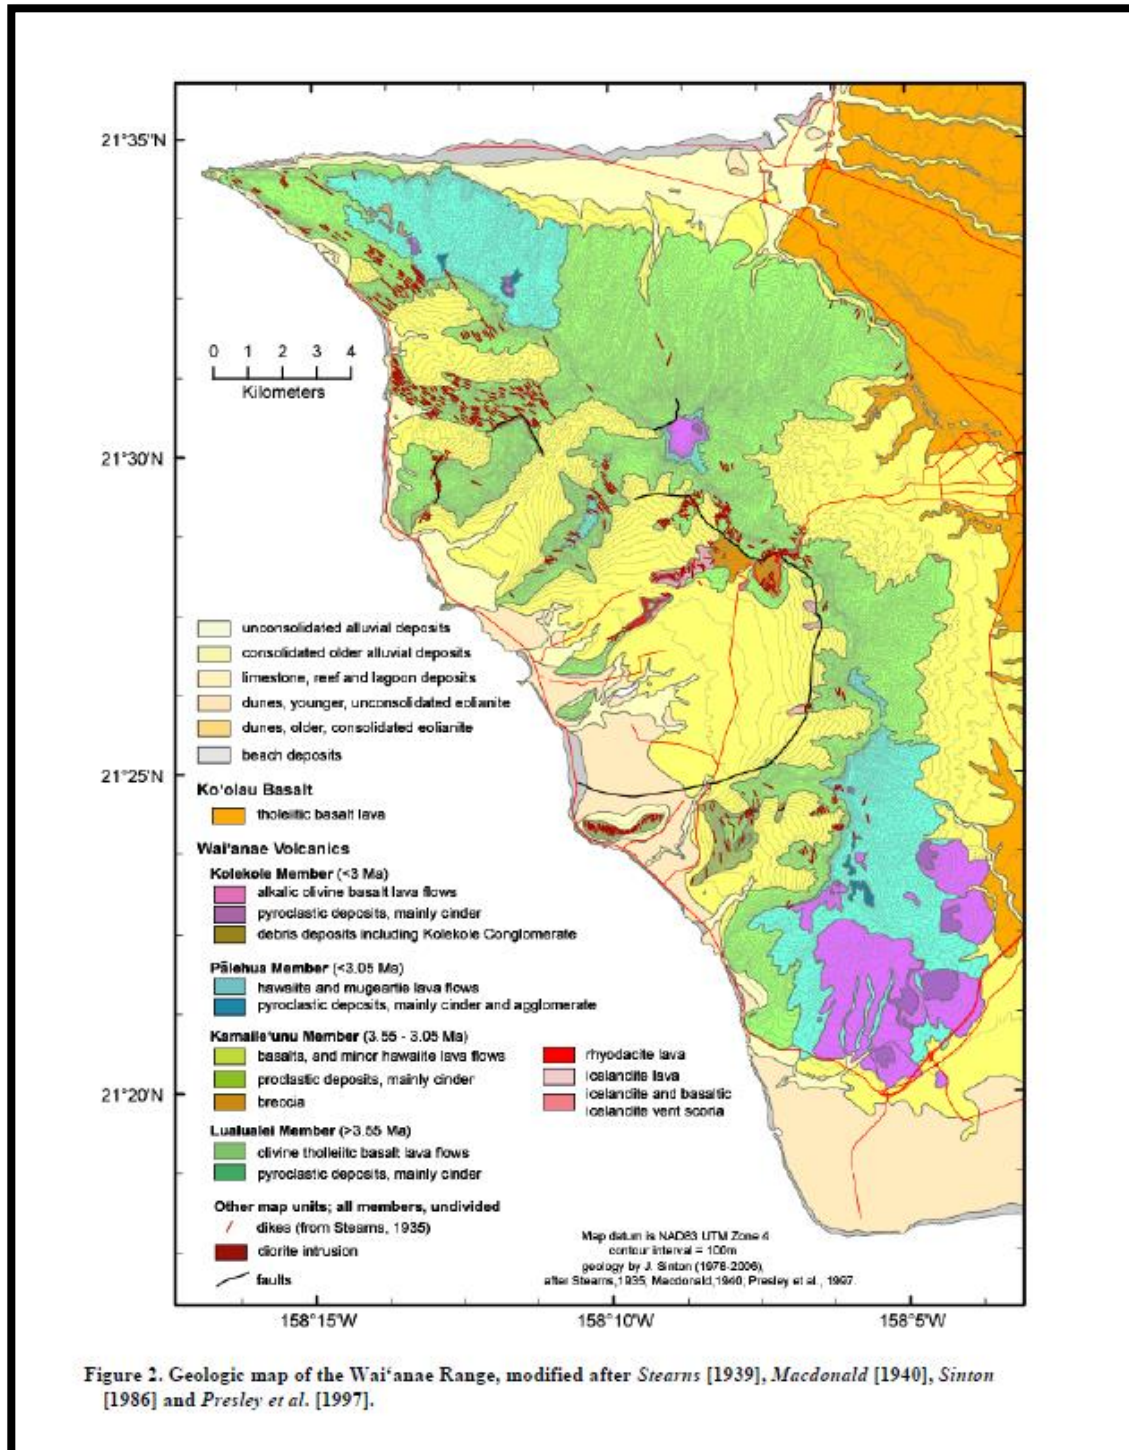 21°35"N
0 1 2 3 4
Kilometers
21°30'N
unconsolidated alluvial deposits
consolidated older alluvial deposits
limestone, reef and lagoon deposits
dunes, younger, unconsolidated eolianite
dunes, older, consolidated eolianite
beach deposits
21°25'N
Ko'olau Basalt
tholeiitic basalt lava
Wai'anae Volcanics
Kolekole Member (<3 Ma)
alkalic olivine basalt lava flows
pyroclastic deposits, mainly cinder
debris deposits including Kolekole Conglomerate
Pālehua Member (<3.05 Ma)
hawaiite and mugearite lava flows
pyroclastic deposits, mainly cinder and agglomerate
Kamaile'unu Member (3.55 - 3.05 Ma)
basalts, and minor hawaiite lava flows
proclastic deposits, mainly cinder
breccia
rhyodacite lava
icelandite lava
icelandite and basaltic
icelandite vent scoria
21°20'N
Lualualei Member (>3.55 Ma)
olivine tholleiitc basalt lava flows
pyroclastic deposits, mainly cinder
Other map units; all members, undivided
dikes (from Stearns, 1935)
diorite intrusion
faults
Map datum is NAD83 UTM Zone 4
contour interval = 100m
geology by J. Sinton (1978-2006),
after Stearns,1935, Macdonald,1940, Presley et al., 1997.
158°15'W 158°10'W 158°5'W
Figure 2. Geologic map of the Wai'anae Range, modified after Stearns [1939], Macdonald [1940], Sinton
[1986] and Presley et al. [1997].